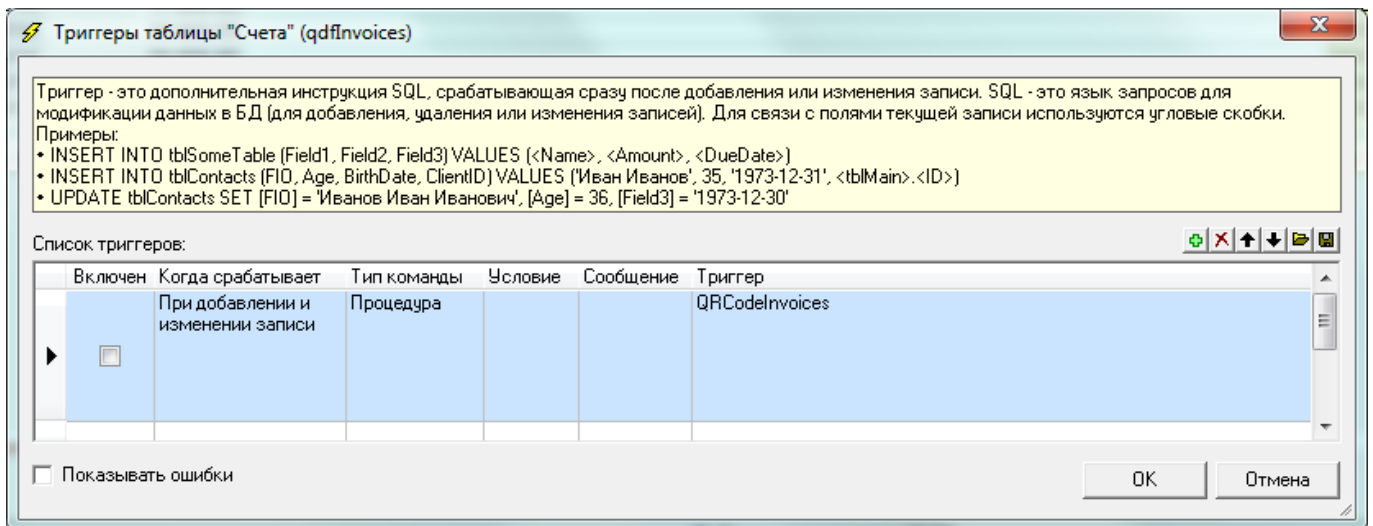 Триггеры таблицы "Счета" (qdfInvoices)
Триггер - это дополнительная инструкция SQL, срабатывающая сразу после добавления или изменения записи. SQL - это язык запросов для
модификации данных в БД (для добавления, удаления или изменения записей). Для связи с полями текущей записи используются угловые скобки.
Примеры:
• INSERT INTO tblSomeTable (Field1, Field2, Field3) VALUES (<Name>, <Amount>, <DueDate>)
• INSERT INTO tblContacts (FIO, Age, BirthDate, ClientID) VALUES ('Иван Иванов', 35, '1973-12-31', <tblMain>.<ID>)
• UPDATE tblContacts SET [FIO] = 'Иванов Иван Иванович', [Age] = 36, [Field3] = '1973-12-30'
Список триггеров:
Включен Когда срабатывает Тип команды Условие Сообщение Триггер
При добавлении и Процедура QRCodeInvoices
изменении записи
Показывать ошибки
OK Отмена